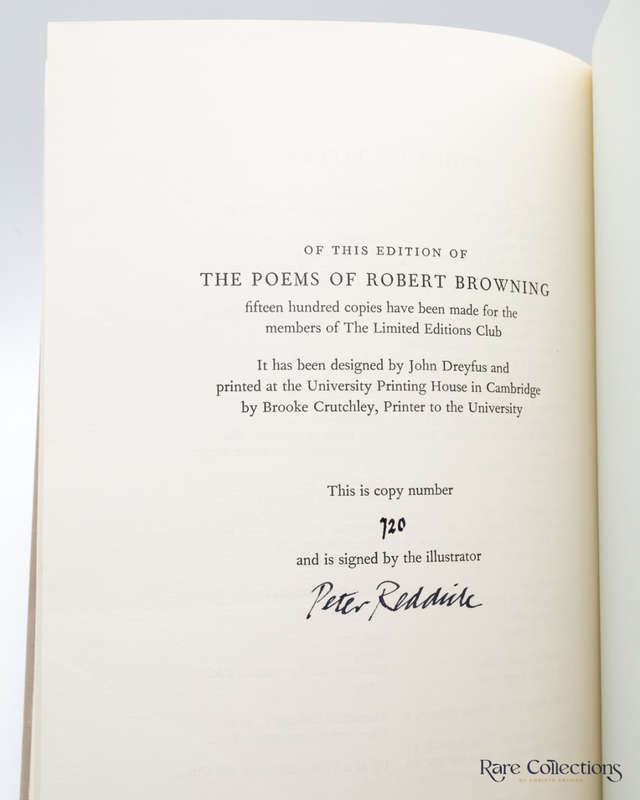 OF THIS EDITION OF
THE POEMS OF ROBERT BROWNING
fifteen hundred copies have been made for the
members of The Limited Editions Club
It has been designed by John Dreyfus and
printed at the University Printing House in Cambridge
by Brooke Crutchley, Printer to the University
This is copy number
720
and is signed by the illustrator
Peter Reddick
Rare Collections